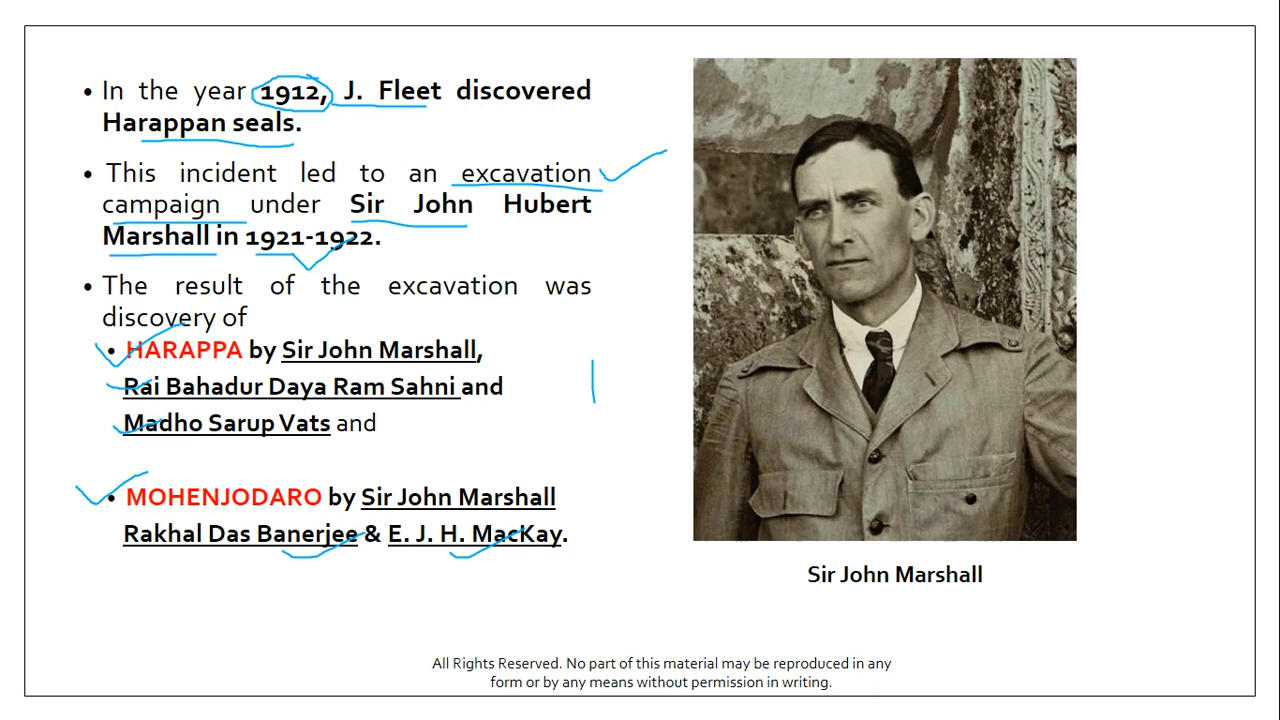 • In the year 1912, J. Fleet discovered
Harappan seals.
• This incident led to an excavation
campaign under Sir John Hubert
Marshall in 1921-1922.
• The result of the excavation was
discovery of
• HARAPPA by Sir John Marshall,
Rai Bahadur Daya Ram Sahni and
Madho Sarup Vats and
• MOHENJODARO by Sir John Marshall
Rakhal Das Banerjee & E. J. H. MacKay.
Sir John Marshall
All Rights Reserved. No part of this material may be reproduced in any
form or by any means without permission in writing.